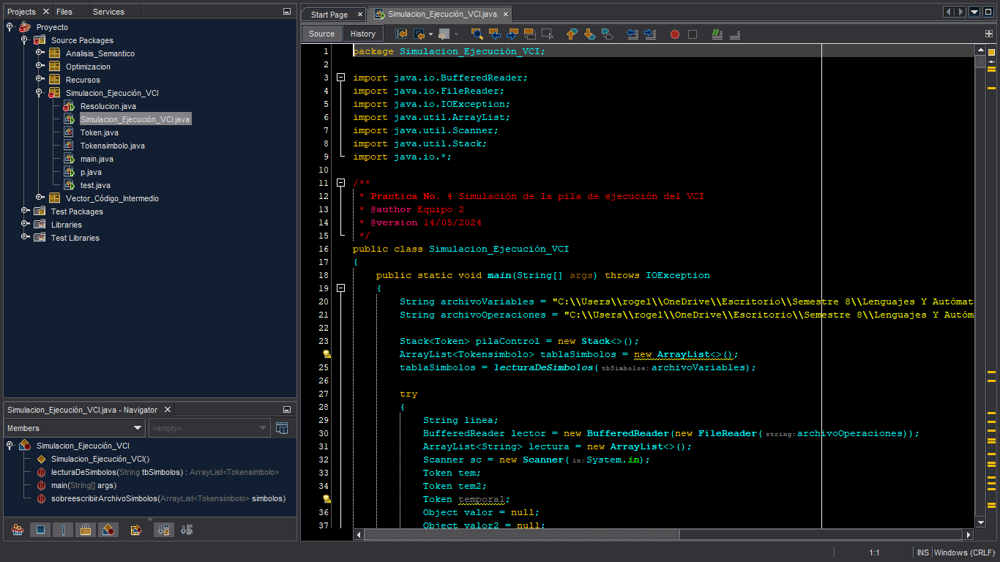 Projects
Files
Services
Proyecto
Source Packages
Analisis_Semantico
Optimizacion
Recursos
Simulacion_Ejecución_VCI
Resolucion.java
Simulacion_Ejecución_VCI.java
Token.java
Tokensimbolo.java
main.java
p.java
test.java
Vector_Código_Intermedio
Test Packages
Libraries
Test Libraries
Simulacion_Ejecución_VCI.java - Navigator
Members
<empty>
Simulacion_Ejecución_VCI
Simulacion_Ejecución_VCI()
lecturaDeSimbolos(String tbSimbolos) : ArrayList<Tokensimbolo>
main(String[] args)
sobreescribirArchivoSimbolos(ArrayList<Tokensimbolo> simbolos)
Start Page
Simulacion_Ejecución_VCI.java
Source
History
1 package Simulacion_Ejecución_VCI;
2
3 import java.io.BufferedReader;
4 import java.io.FileReader;
5 import java.io.IOException;
6 import java.util.ArrayList;
7 import java.util.Scanner;
8 import java.util.Stack;
9 import java.io.*;
10
11 /**
12 * Practica No. 4 Simulación de la pila de ejecución del VCI
13 * @author Equipo 2
14 * @version 14/05/2024
15 */
16 public class Simulacion_Ejecución_VCI
17 {
18 public static void main(String[] args) throws IOException
19 {
20 String archivoVariables = "C:\\Users\\rogel\\OneDrive\\Escritorio\\Semestre 8\\Lenguajes Y Autómat
21 String archivoOperaciones = "C:\\Users\\rogel\\OneDrive\\Escritorio\\Semestre 8\\Lenguajes Y Autóm
22
23 Stack<Token> pilaControl = new Stack<>();
ArrayList<Tokensimbolo> tablaSimbolos = new ArrayList<>();
25 tablaSimbolos = lecturaDeSimbolos( tbSimbolos: archivoVariables);
26
27 try
28 {
29 String linea;
30 BufferedReader lector = new BufferedReader(new FileReader( string: archivoOperaciones));
31 ArrayList<String> lectura = new ArrayList<>();
32 Scanner sc = new Scanner( in: System.in);
33 Token tem;
34 Token tem2;
Token temporal;
36 Object valor = null;
37 Object valor2 = null;
1:1
INS
Windows (CRLF)